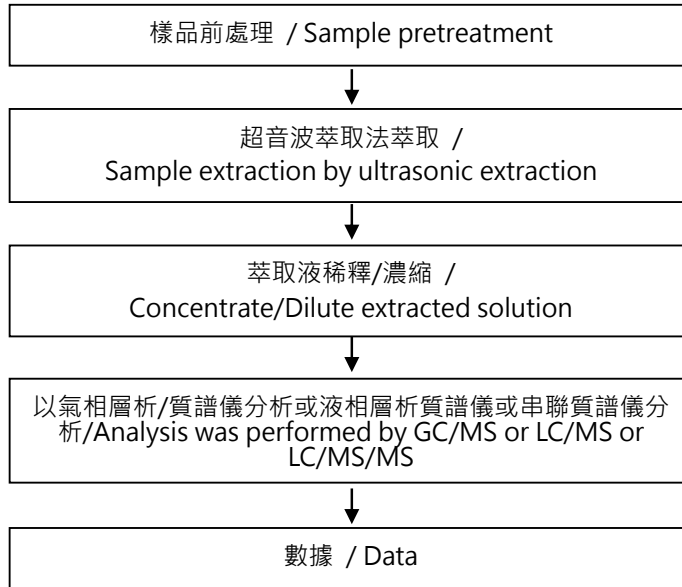 樣品前處理 / Sample pretreatment
超音波萃取法萃取 /
Sample extraction by ultrasonic extraction
萃取液稀釋/濃縮 /
Concentrate/Dilute extracted solution
以氣相層析/質譜儀分析或液相層析質譜儀或串聯質譜儀分
析/Analysis was performed by GC/MS or LC/MS or
LC/MS/MS
數據 / Data